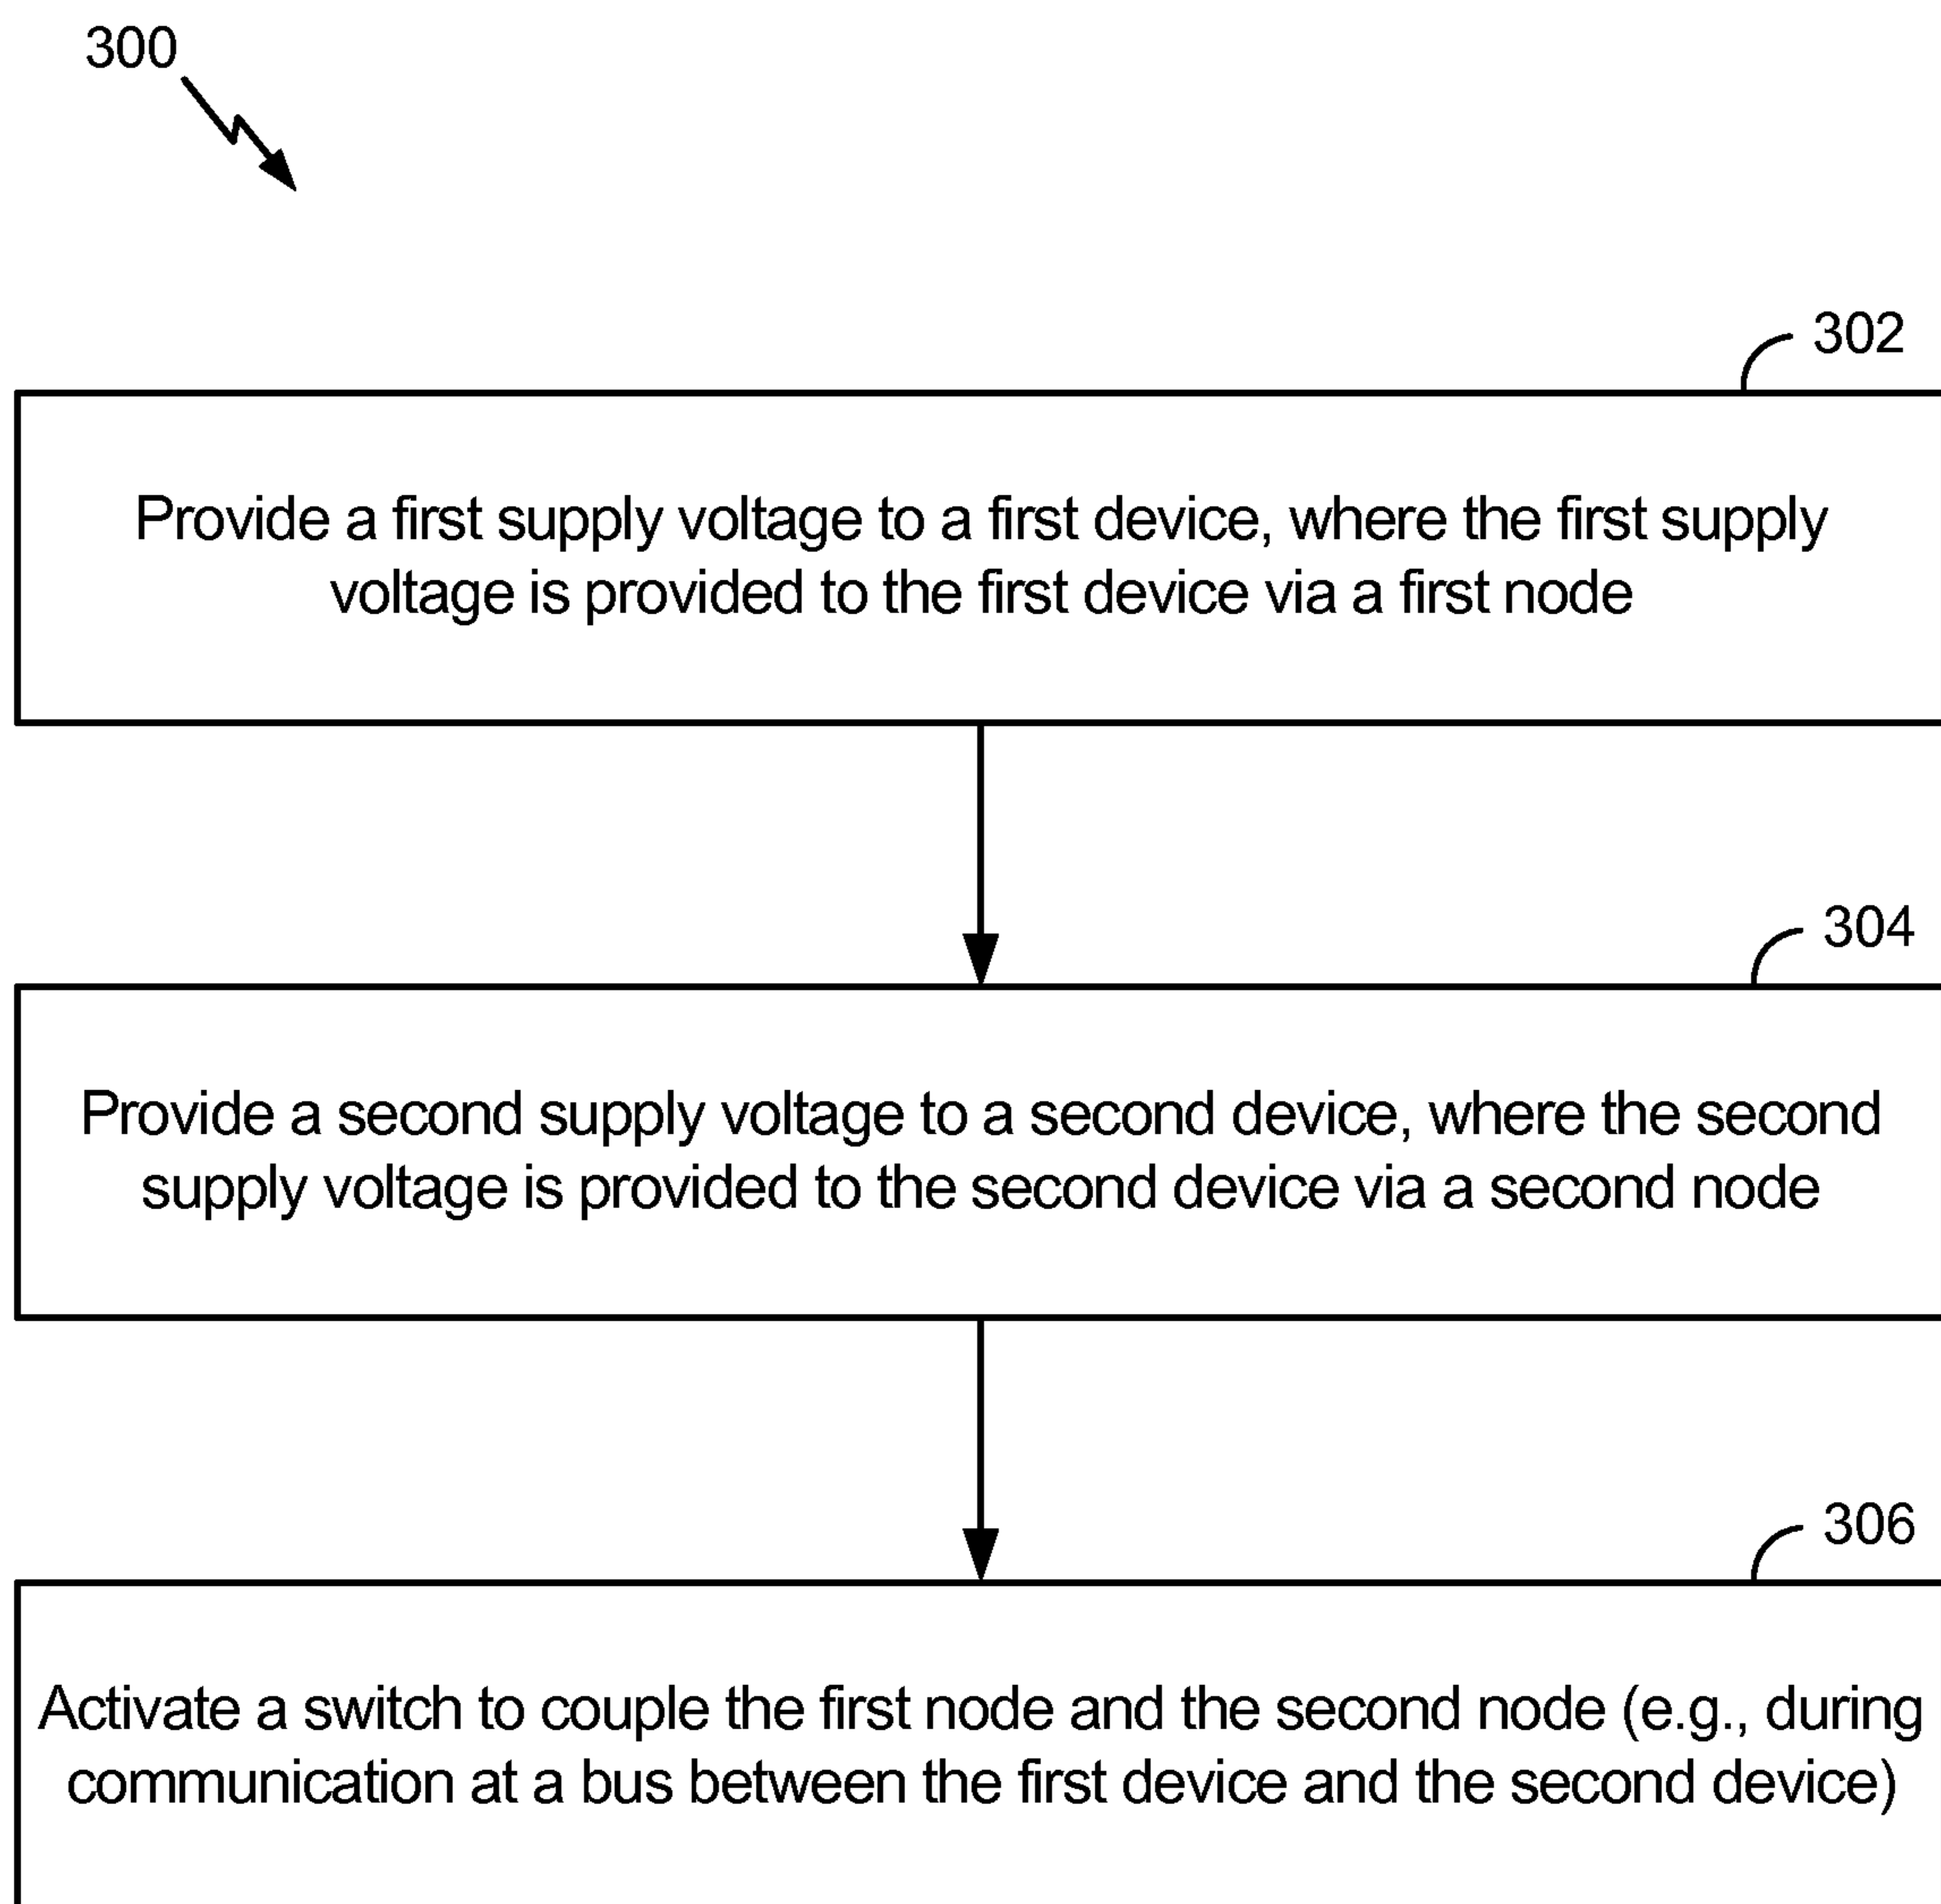 300
302
Provide a first supply voltage to a first device, where the first supply
voltage is provided to the first device via a first node
304
Provide a second supply voltage to a second device, where the second
supply voltage is provided to the second device via a second node
306
Activate a switch to couple the first node and the second node (e.g., during
communication at a bus between the first device and the second device)